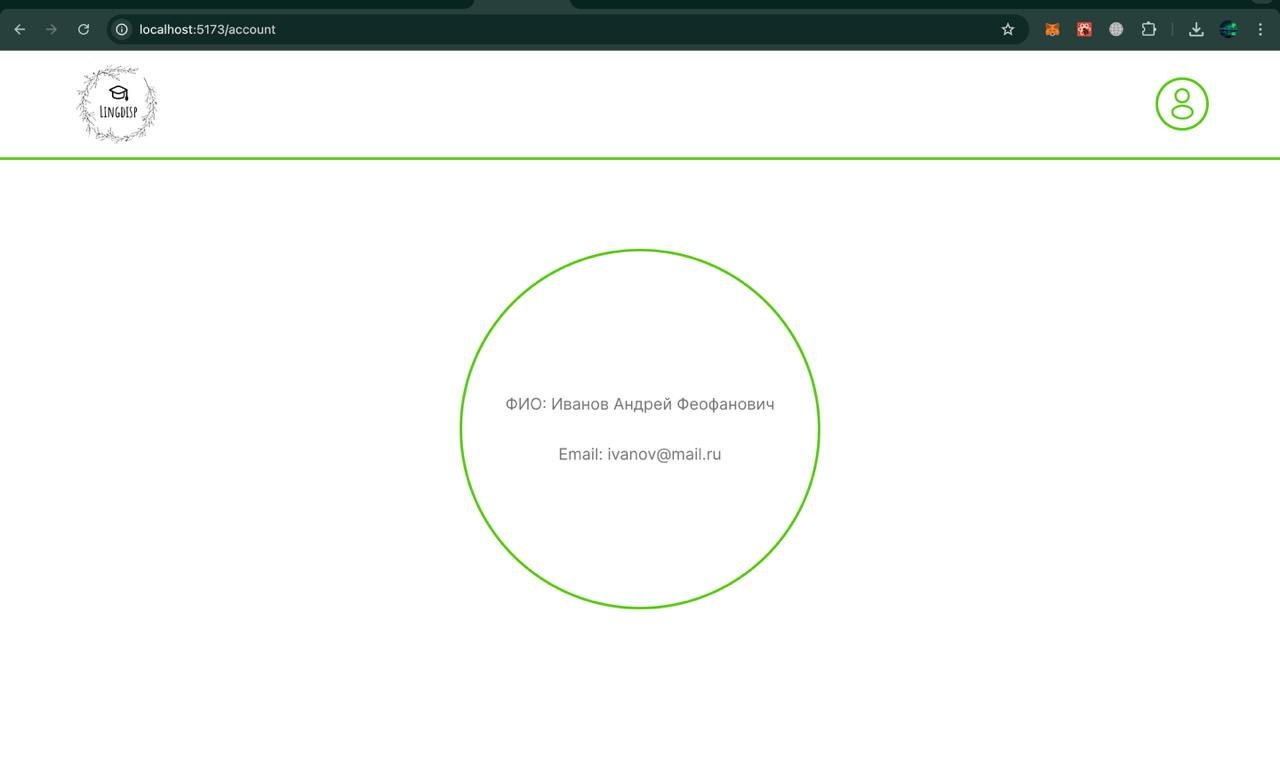 localhost:5173/account
LINGDISP
ФИО: Иванов Андрей Феофанович
Email: ivanov@mail.ru